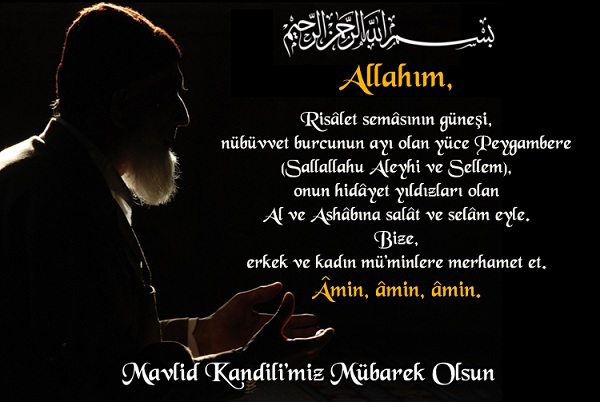 بسم الله الرحمن الرحيم
Allahım,
Risâlet semâsının güneşi,
nübüvvet burcunun ayı olan yüce Peygambere
(Sallallahu Aleyhi ve Sellem),
onun hidâyet yıldızları olan
Al ve Ashâbına salât ve selâm eyle.
Bize,
erkek ve kadın mü'minlere merhamet et.
Âmin, âmin, âmin.
Mavlid Kandili'miz Mübarek Olsun